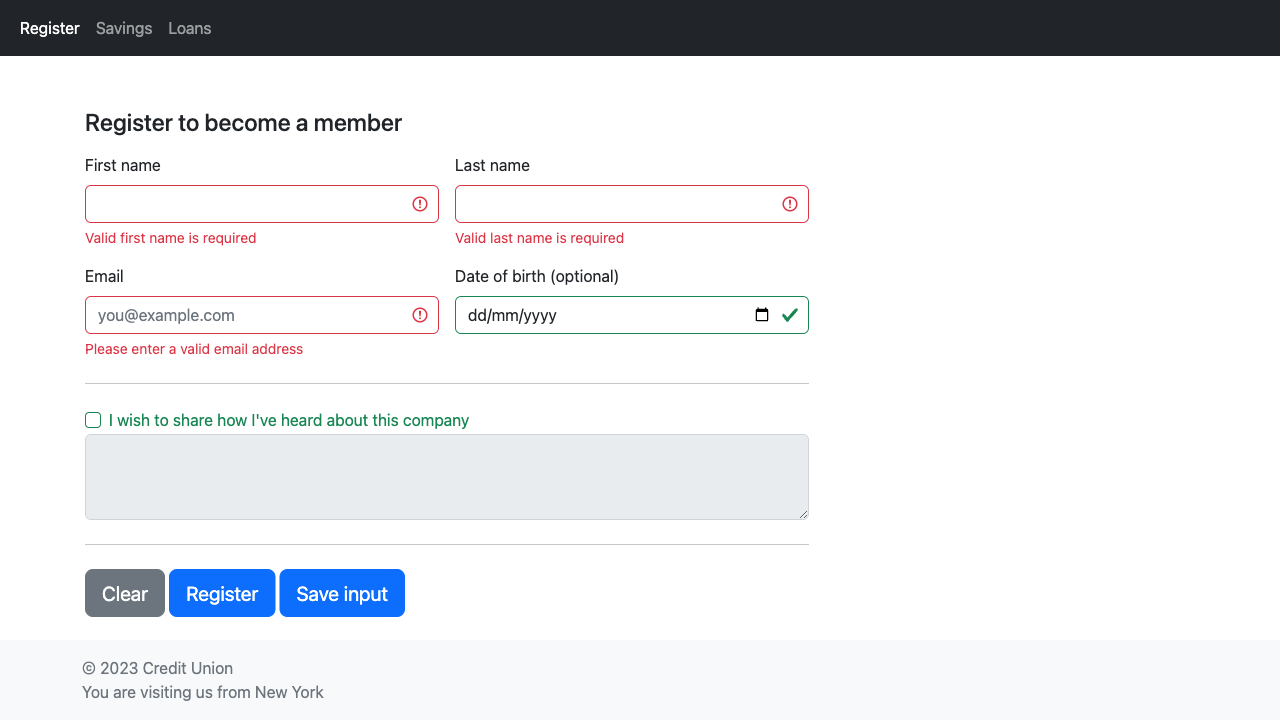 Register Savings Loans
Register to become a member
First name Last name
Valid first name is required Valid last name is required
Email Date of birth (optional)
you@example.com dd/mm/yyyy
Please enter a valid email address
I wish to share how I've heard about this company
Clear Register Save input
© 2023 Credit Union
You are visiting us from New York